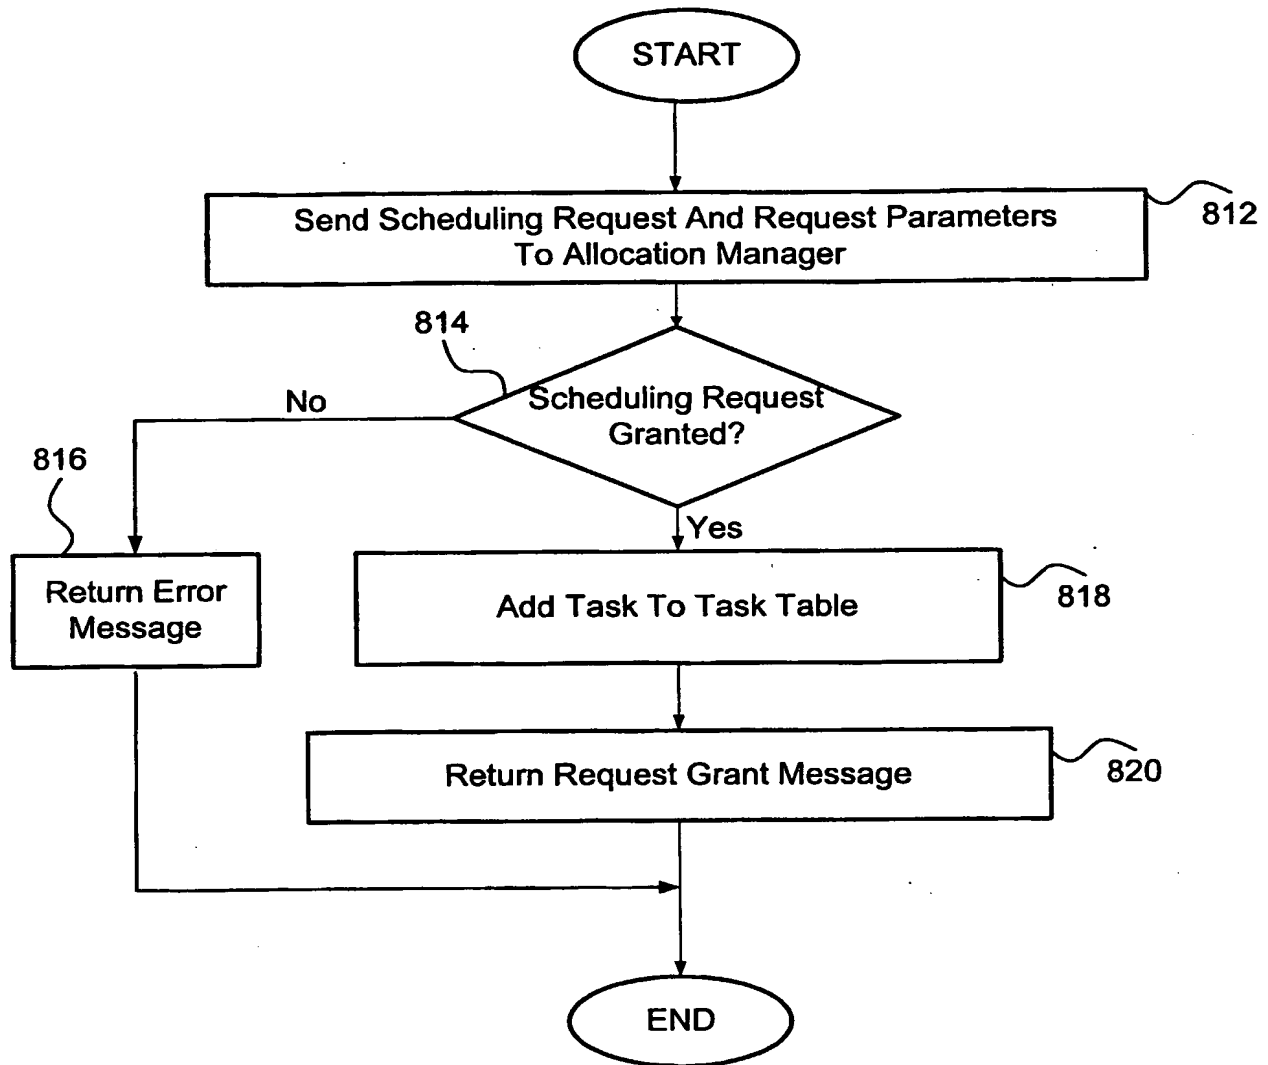 START
Send Scheduling Request And Request Parameters
To Allocation Manager
812
814
Scheduling Request
Granted?
No
816
Yes
Return Error
Message
Add Task To Task Table
818
Return Request Grant Message
820
END